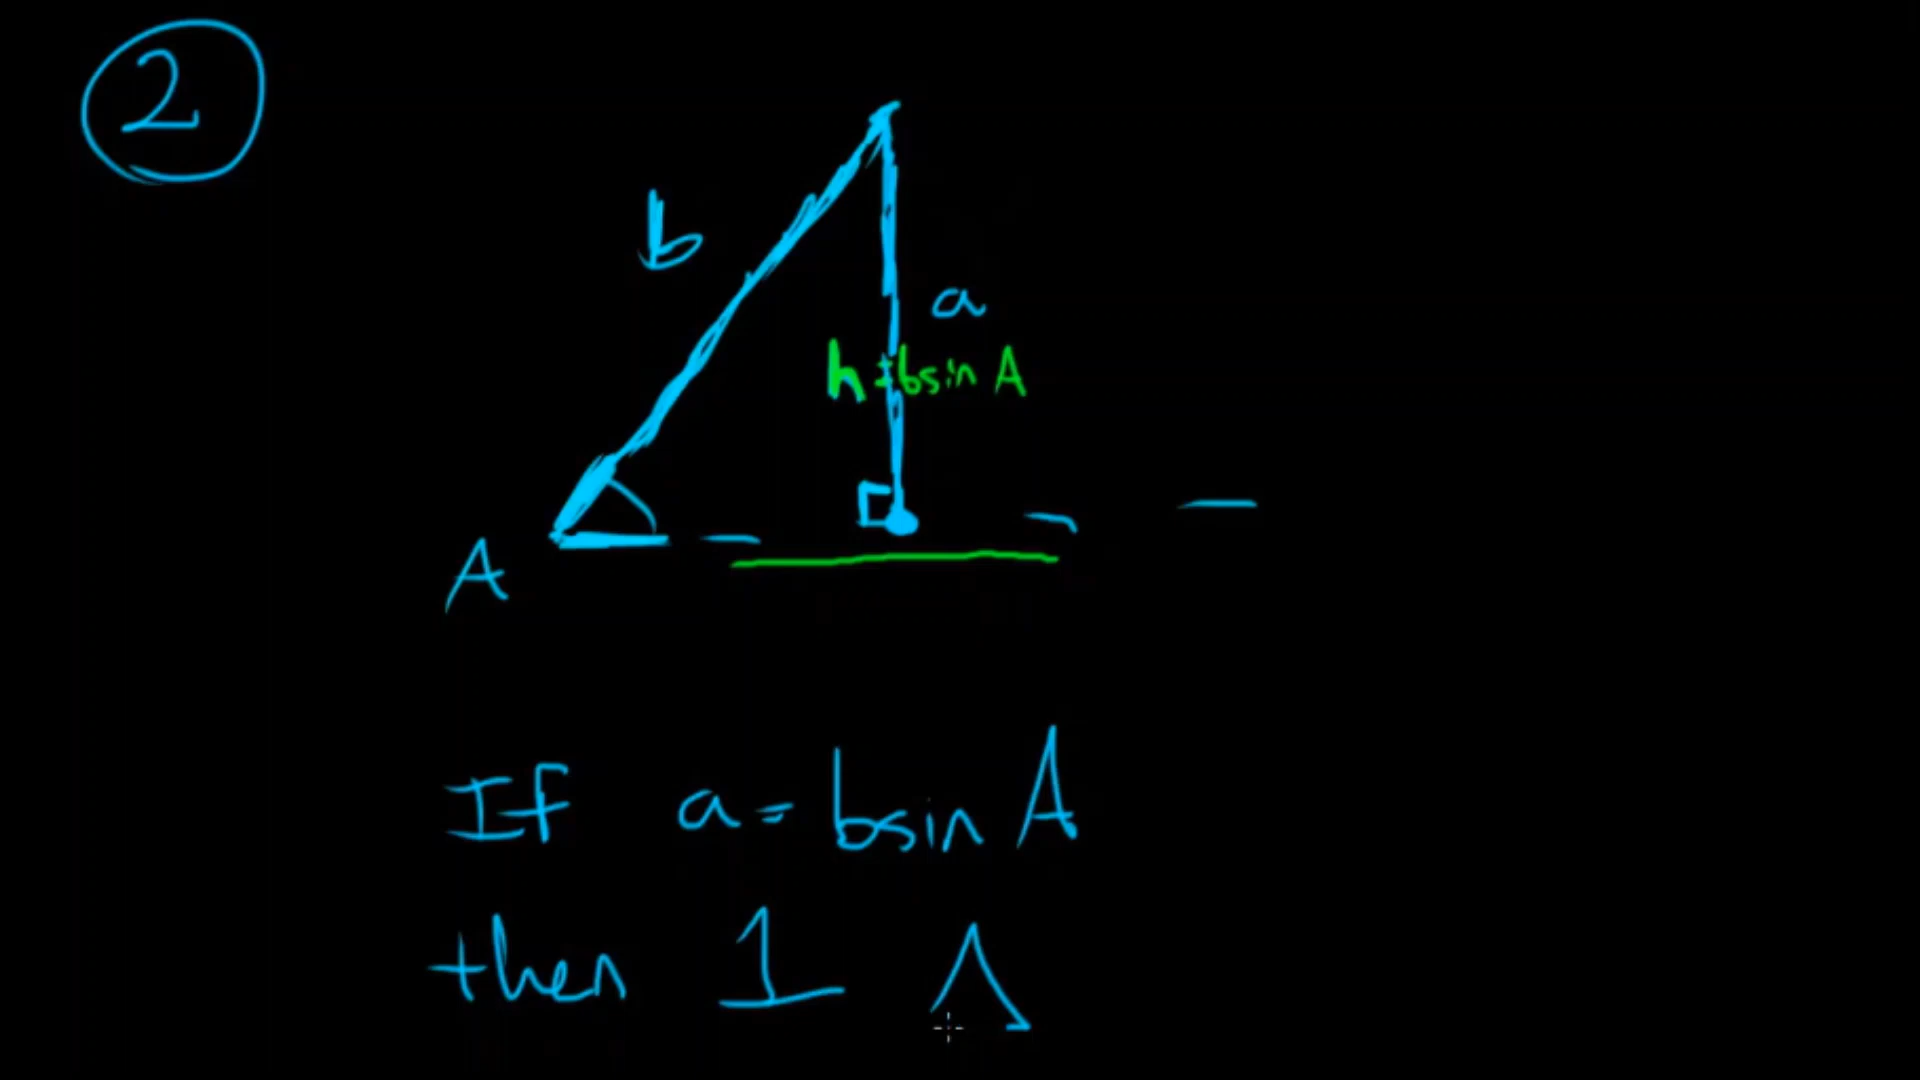 2
b
a
h = bsin A
A
If a = bsin A
then 1 Δ